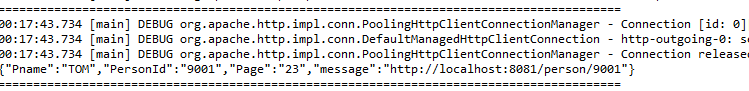 =====================================================================
00:17:43.734 [main] DEBUG org.apache.http.impl.conn.PoolingHttpClientConnectionManager - Connection [id: 0]
00:17:43.734 [main] DEBUG org.apache.http.impl.conn.DefaultManagedHttpClientConnection - http-outgoing-0: se
00:17:43.734 [main] DEBUG org.apache.http.impl.conn.PoolingHttpClientConnectionManager - Connection released
{"Pname":"TOM","PersonId":"9001","Page":"23","message":"http://localhost:8081/person/9001"}
=====================================================================